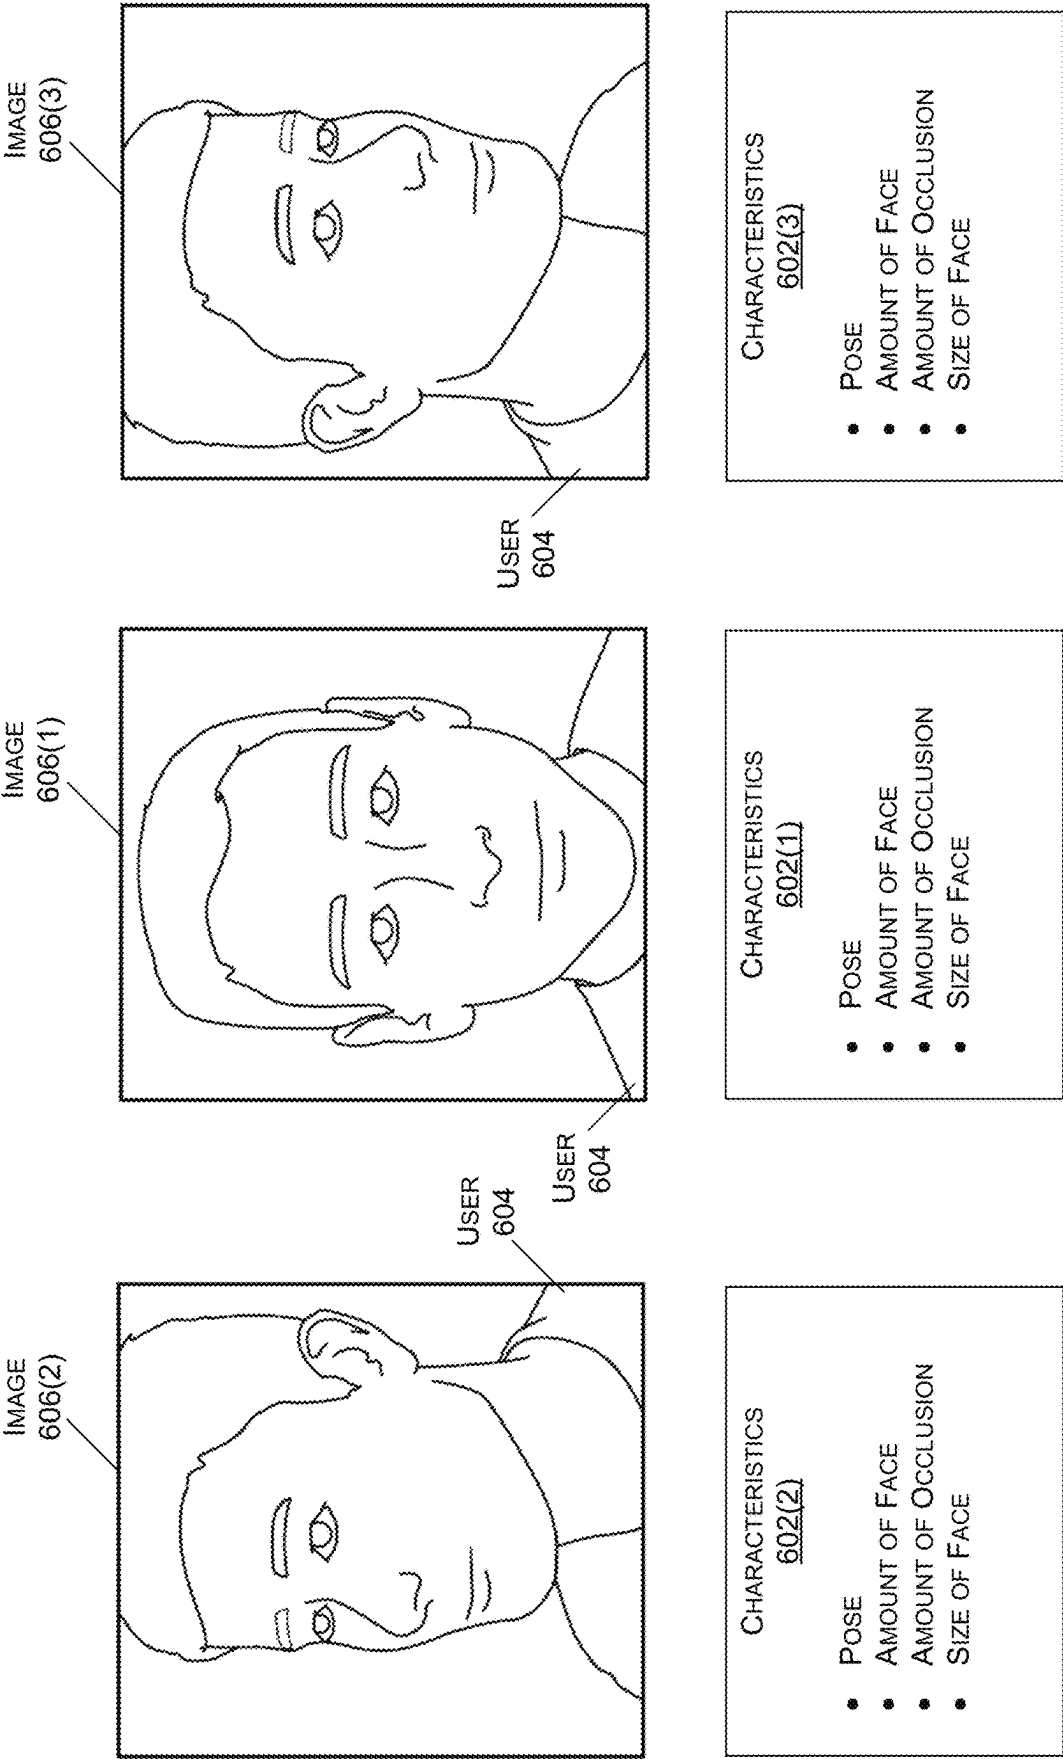 IMAGE
606(2)
USER
604
CHARACTERISTICS
602(2)
• POSE
• AMOUNT OF FACE
• AMOUNT OF OCCLUSION
• SIZE OF FACE
IMAGE
606(1)
USER
604
CHARACTERISTICS
602(1)
• POSE
• AMOUNT OF FACE
• AMOUNT OF OCCLUSION
• SIZE OF FACE
IMAGE
606(3)
USER
604
CHARACTERISTICS
602(3)
• POSE
• AMOUNT OF FACE
• AMOUNT OF OCCLUSION
• SIZE OF FACE